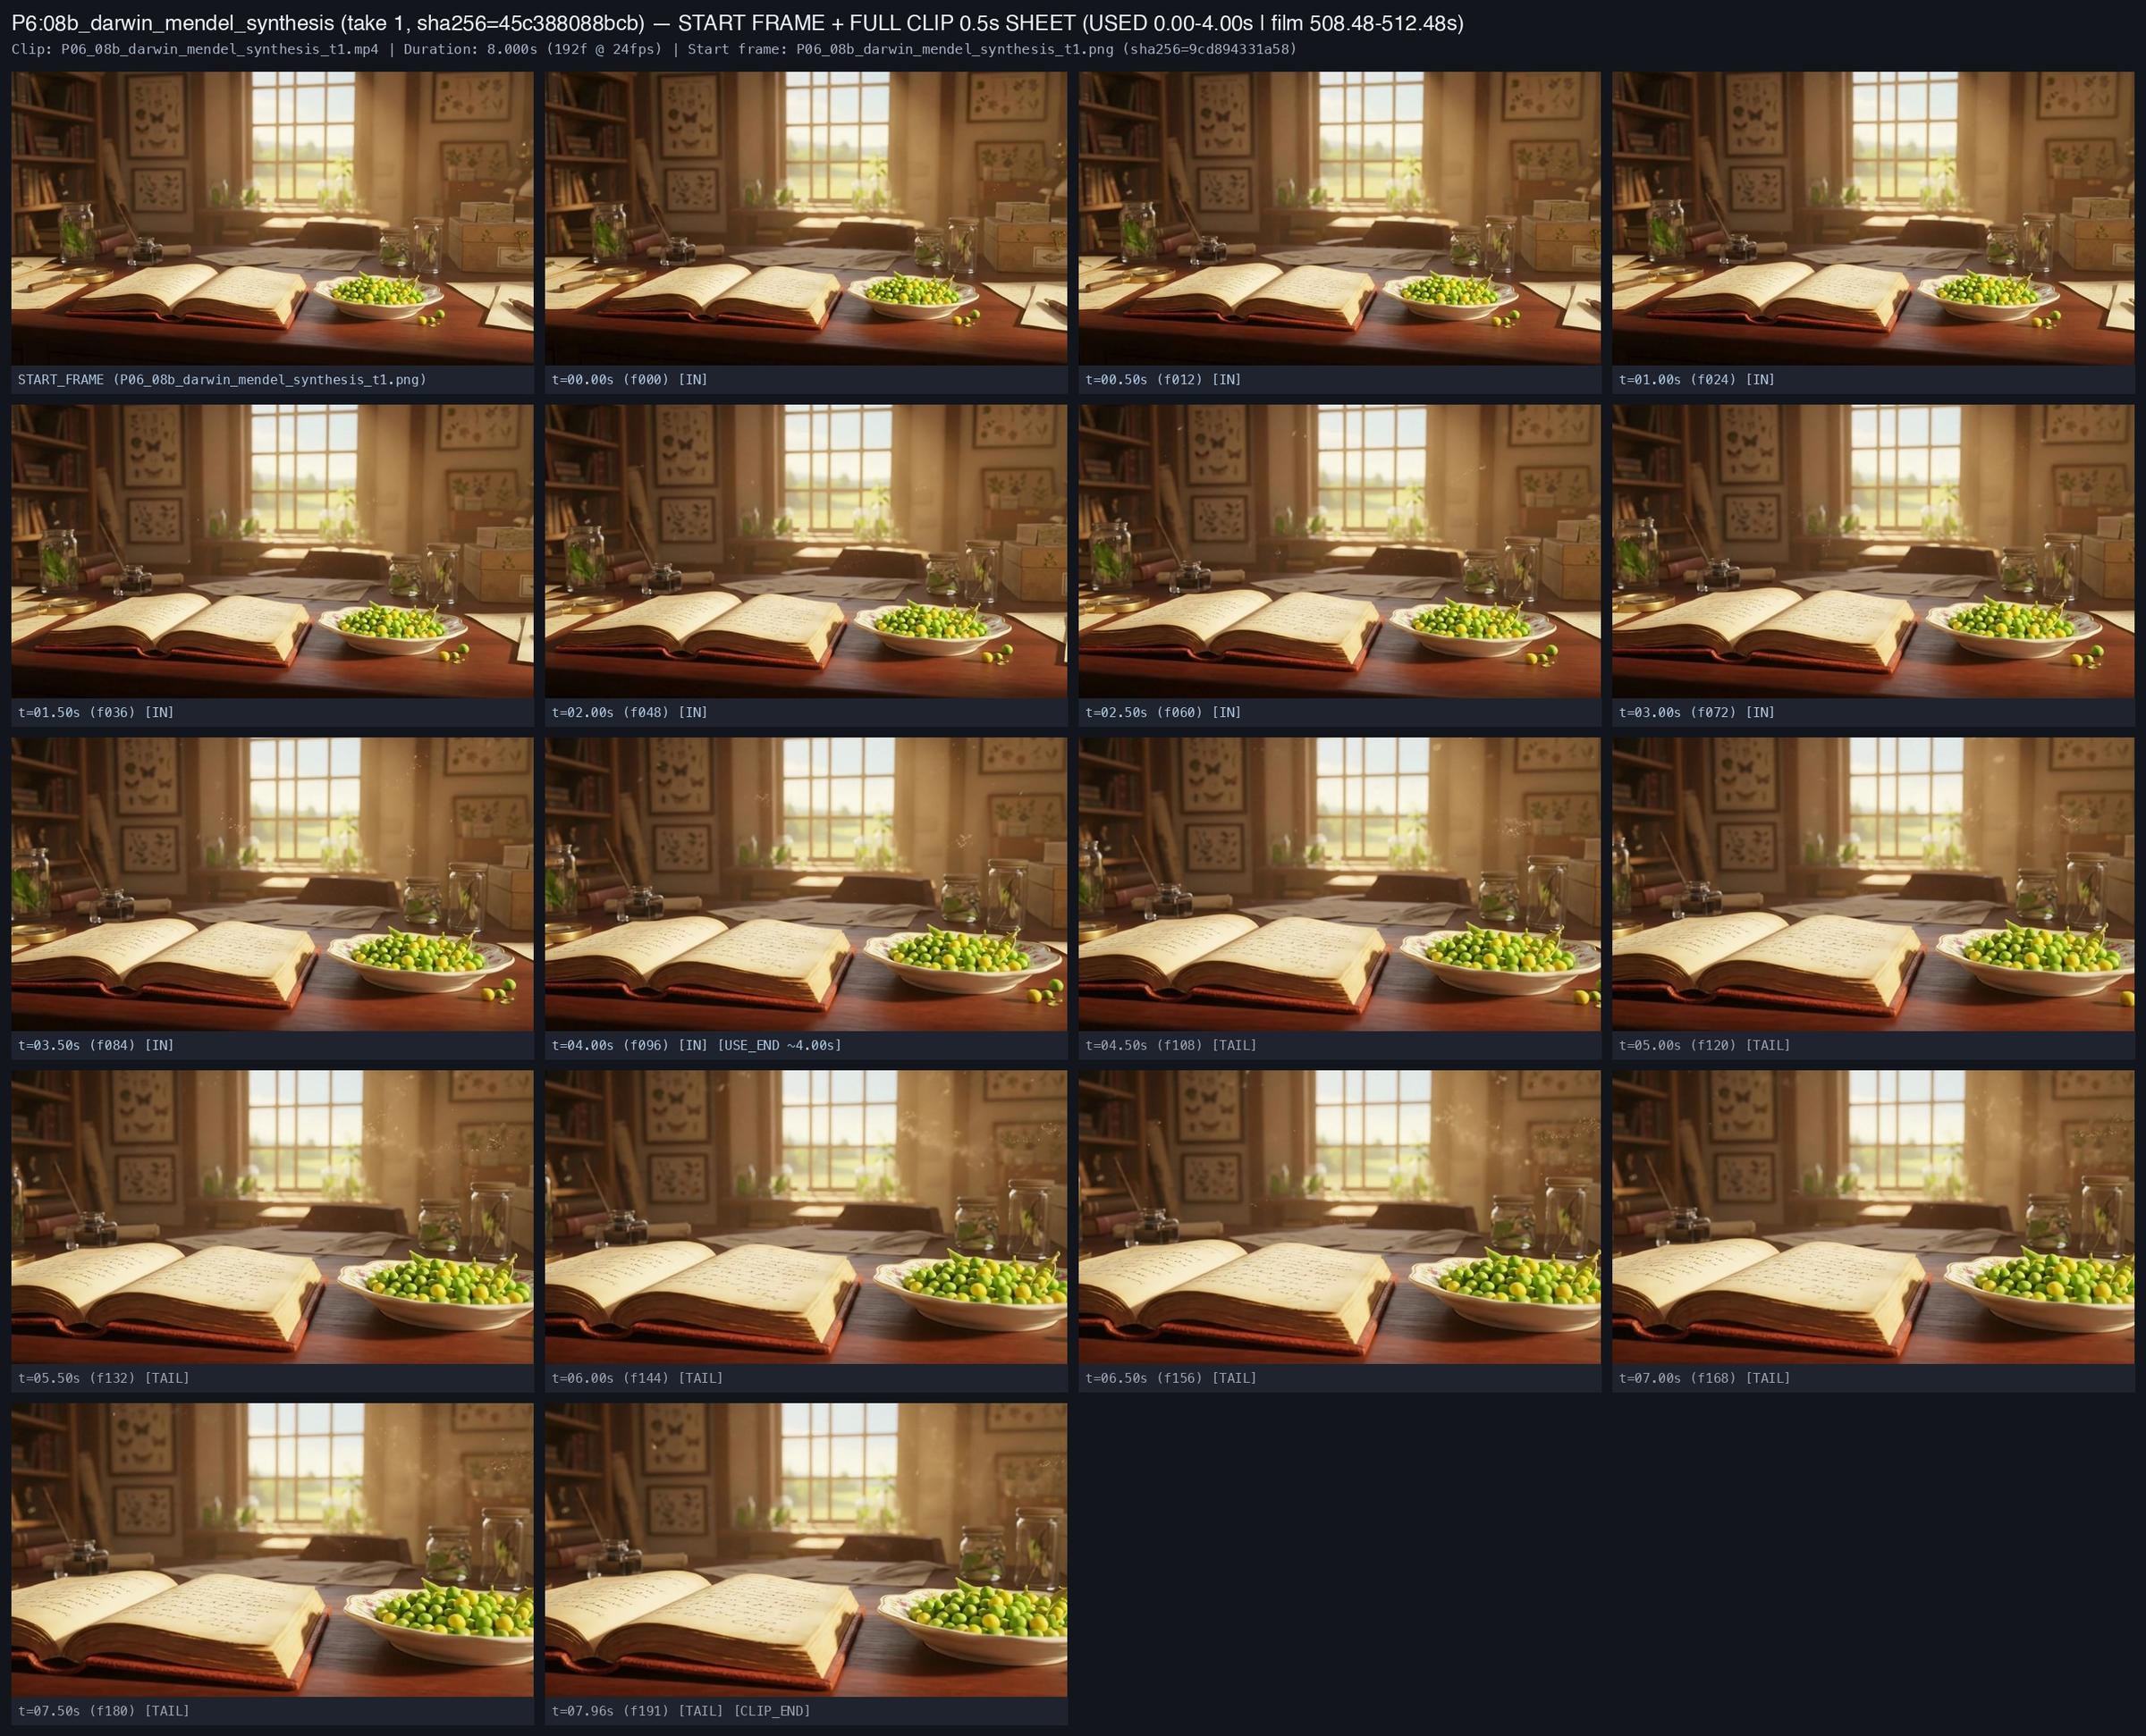 P6:08b_darwin_mendel_synthesis (take 1, sha256=45c388088bcb) — START FRAME + FULL CLIP 0.5s SHEET (USED 0.00-4.00s | film 508.48-512.48s)
Clip: P06_08b_darwin_mendel_synthesis_t1.mp4 | Duration: 8.000s (192f @ 24fps) | Start frame: P06_08b_darwin_mendel_synthesis_t1.png (sha256=9cd894331a58)
START_FRAME (P06_08b_darwin_mendel_synthesis_t1.png)
t=00.00s (f000) [IN]
t=00.50s (f012) [IN]
t=01.00s (f024) [IN]
t=01.50s (f036) [IN]
t=02.00s (f048) [IN]
t=02.50s (f060) [IN]
t=03.00s (f072) [IN]
t=03.50s (f084) [IN]
t=04.00s (f096) [IN] [USE_END ~4.00s]
t=04.50s (f108) [TAIL]
t=05.00s (f120) [TAIL]
t=05.50s (f132) [TAIL]
t=06.00s (f144) [TAIL]
t=06.50s (f156) [TAIL]
t=07.00s (f168) [TAIL]
t=07.50s (f180) [TAIL]
t=07.96s (f191) [TAIL] [CLIP_END]